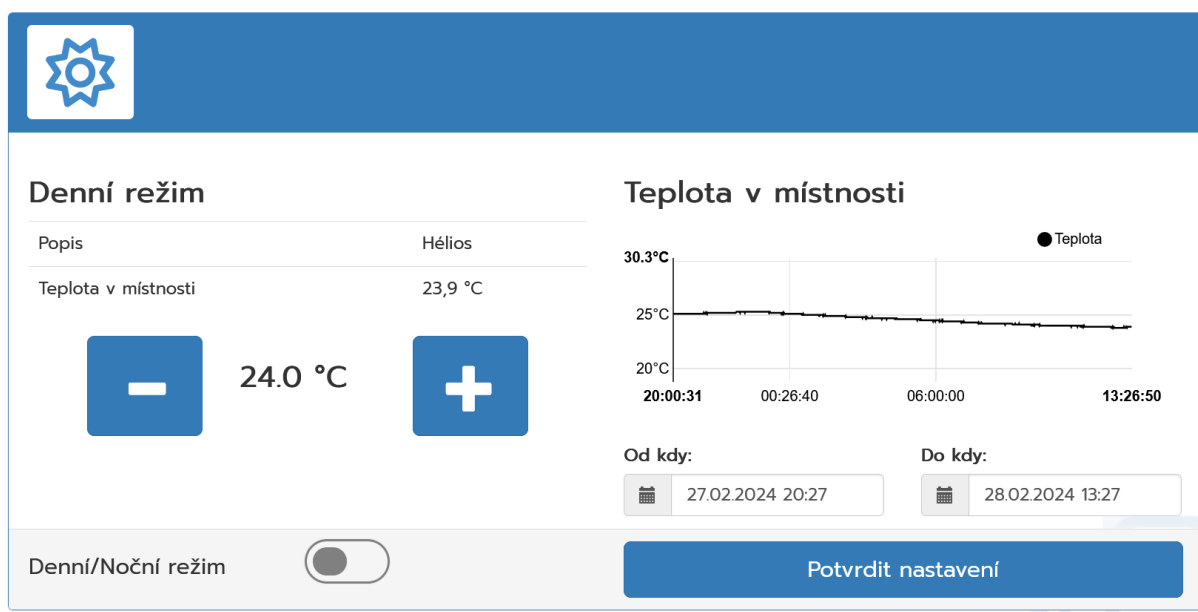 Denní režim
Popis Hélios
Teplota v místnosti 23,9 °C
24.0 °C
Teplota v místnosti
Teplota
30.3°C
25°C
20°C
20:00:31 00:26:40 06:00:00 13:26:50
Od kdy: Do kdy:
27.02.2024 20:27 28.02.2024 13:27
Denní/Noční režim
Potvrdit nastavení